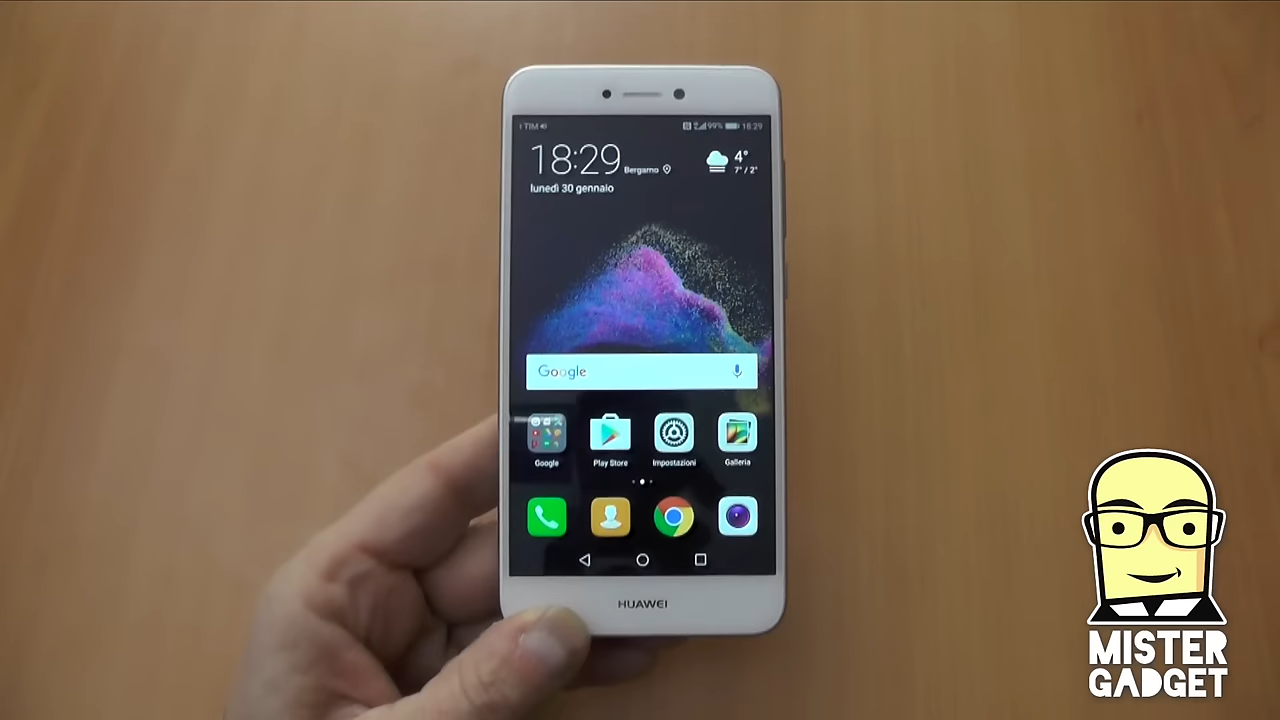 TIM
99% 18:29
18:29 Bergamo
4°
7° / 2°
lunedì 30 gennaio
Google
Google
Play Store
Impostazioni
Galleria
HUAWEI
MISTER
GADGET